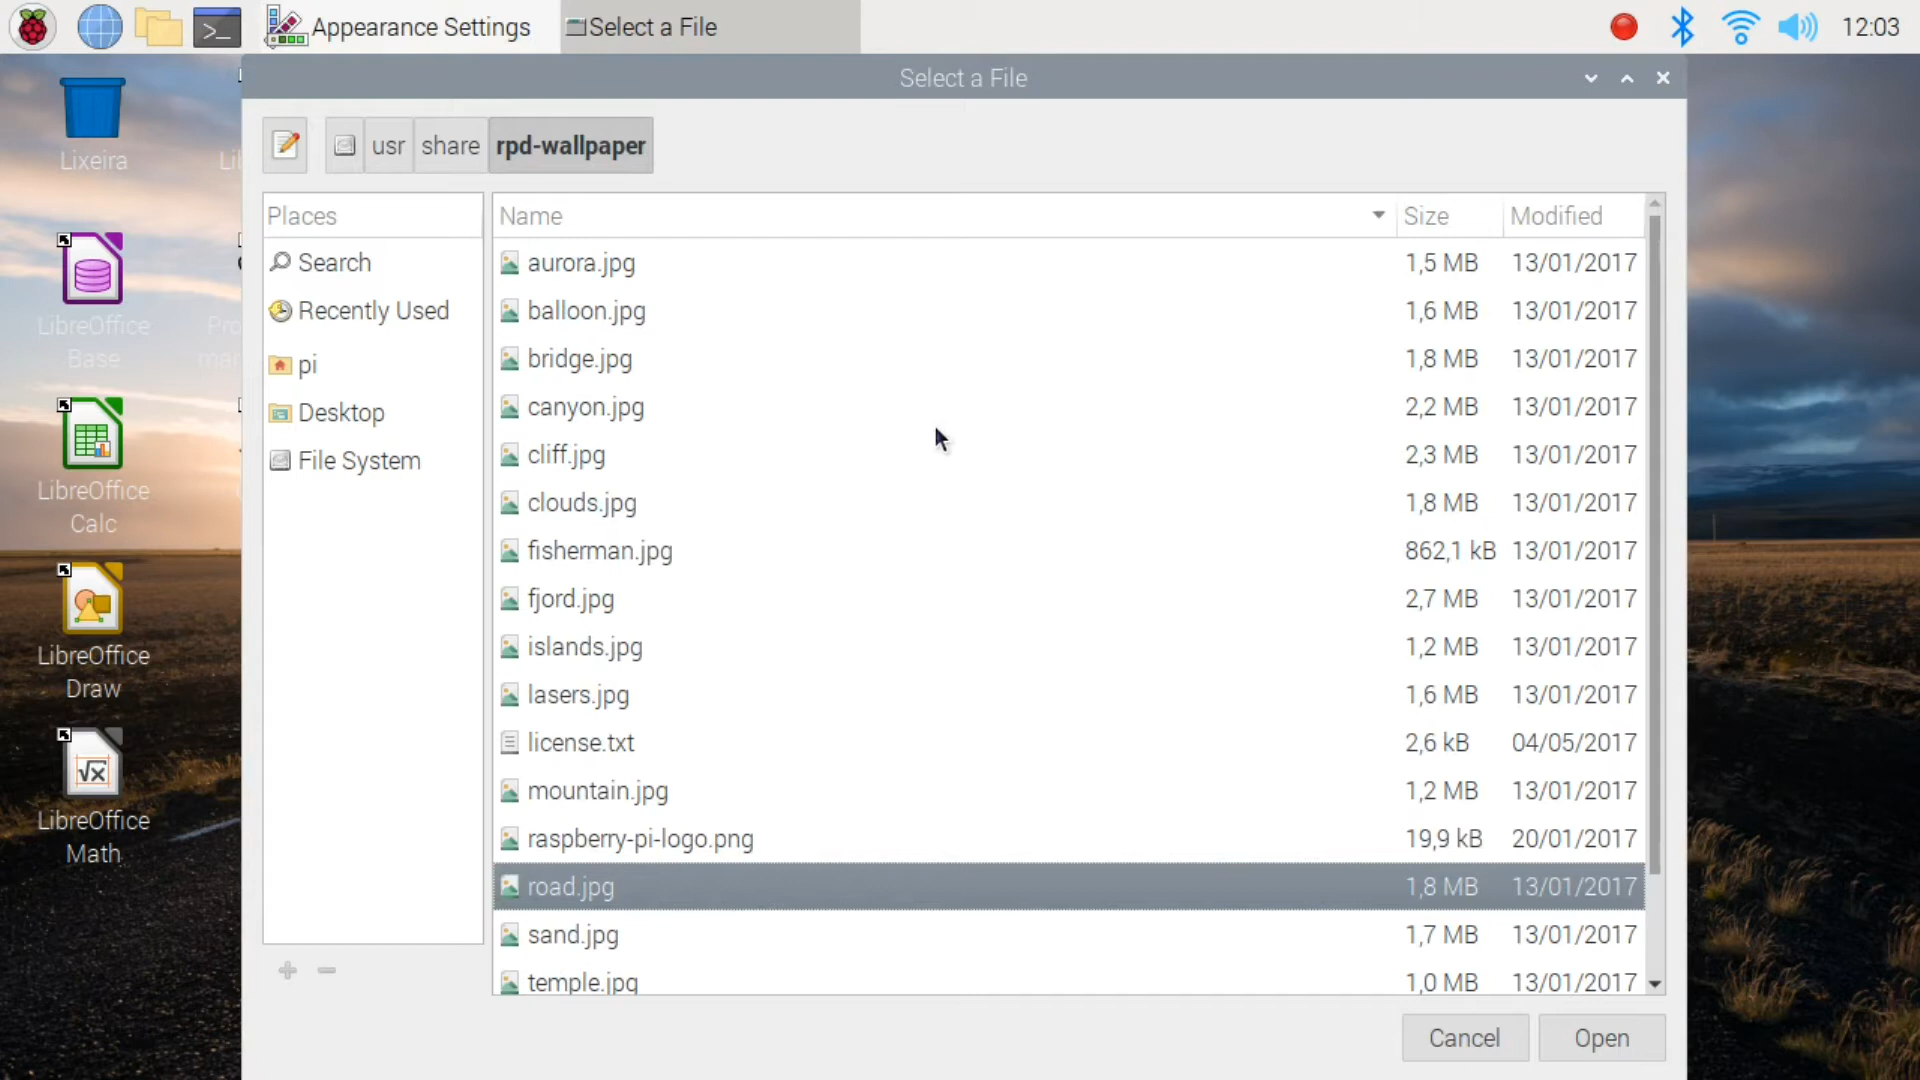 Appearance Settings
Select a File
12:03
Select a File
usr
share
rpd-wallpaper
Places
Search
Recently Used
pi
Desktop
File System
Name
Size
Modified
aurora.jpg 1,5 MB 13/01/2017
balloon.jpg 1,6 MB 13/01/2017
bridge.jpg 1,8 MB 13/01/2017
canyon.jpg 2,2 MB 13/01/2017
cliff.jpg 2,3 MB 13/01/2017
clouds.jpg 1,8 MB 13/01/2017
fisherman.jpg 862,1 kB 13/01/2017
fjord.jpg 2,7 MB 13/01/2017
islands.jpg 1,2 MB 13/01/2017
lasers.jpg 1,6 MB 13/01/2017
license.txt 2,6 kB 04/05/2017
mountain.jpg 1,2 MB 13/01/2017
raspberry-pi-logo.png 19,9 kB 20/01/2017
road.jpg 1,8 MB 13/01/2017
sand.jpg 1,7 MB 13/01/2017
temple.jpg 1,0 MB 13/01/2017
Cancel
Open
Lixeira
LibreOffice
Base
LibreOffice
Calc
LibreOffice
Draw
LibreOffice
Math